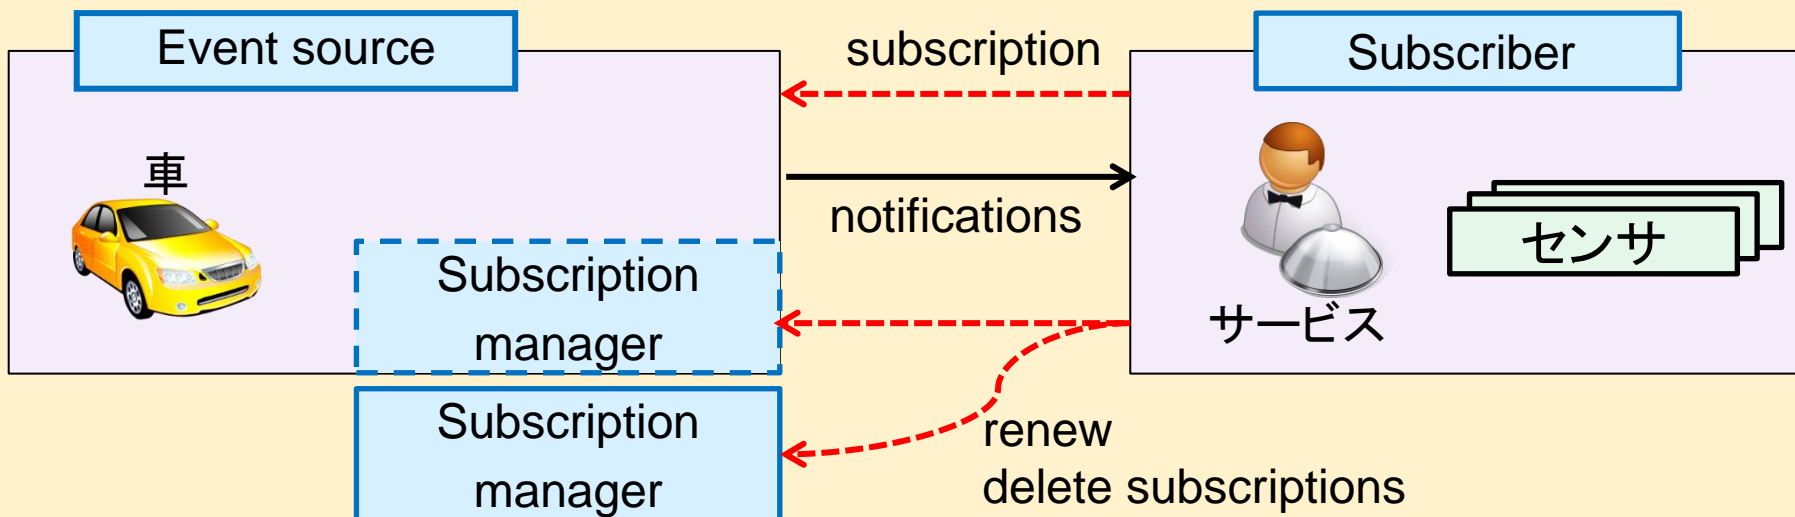 Event source
subscription
Subscriber
車
notifications
センサ
Subscription
manager
サービス
Subscription
manager
renew
delete subscriptions